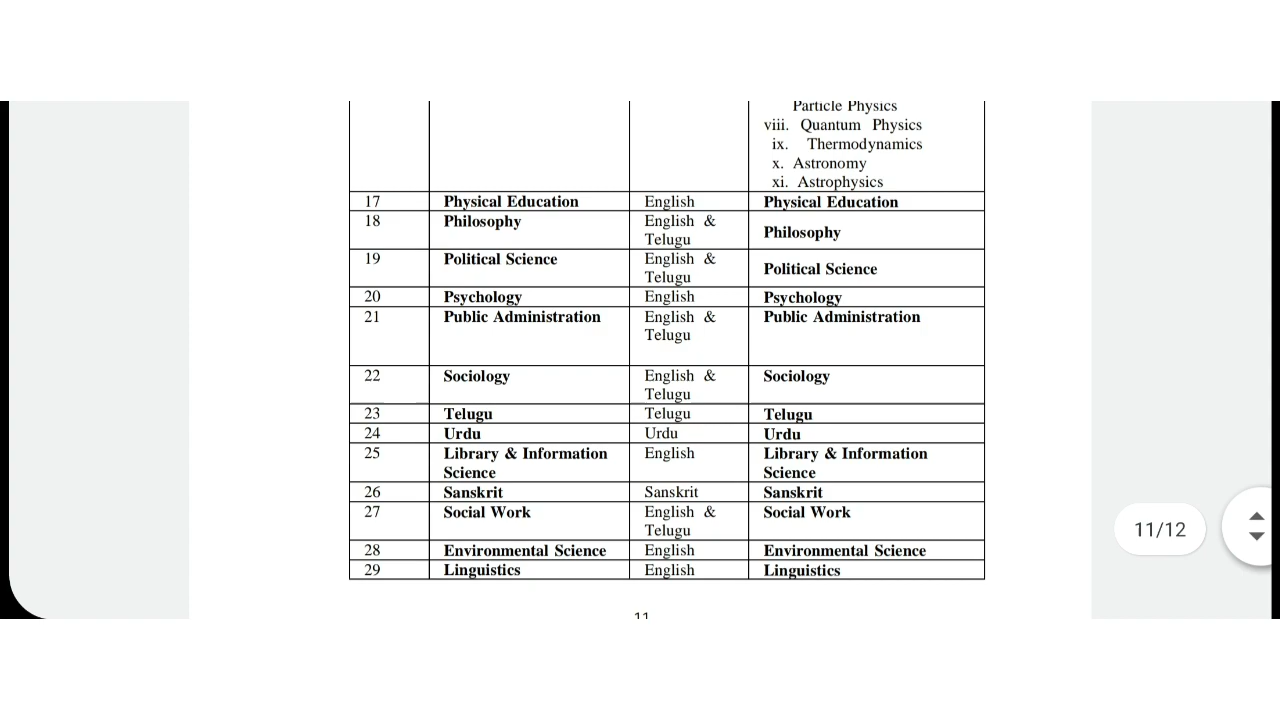 Particle Physics
viii. Quantum Physics
ix. Thermodynamics
x. Astronomy
xi. Astrophysics
17 Physical Education English Physical Education
18 Philosophy English & Telugu Philosophy
19 Political Science English & Telugu Political Science
20 Psychology English Psychology
21 Public Administration English & Telugu Public Administration
22 Sociology English & Telugu Sociology
23 Telugu Telugu Telugu
24 Urdu Urdu Urdu
25 Library & Information Science English Library & Information Science
26 Sanskrit Sanskrit Sanskrit
27 Social Work English & Telugu Social Work
28 Environmental Science English Environmental Science
29 Linguistics English Linguistics
11
11/12